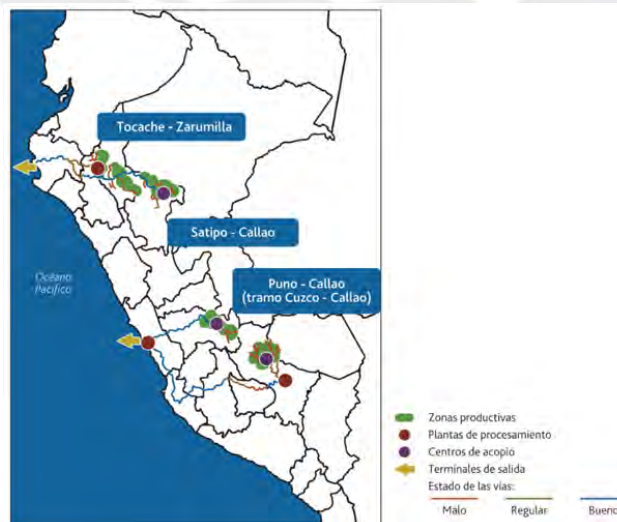 Tocache - Zarumilla
Satipo - Callao
Puno - Callao
(tramo Cuzco - Callao)
Océano
Pacífico
Zonas productivas
Plantas de procesamiento
Centros de acopio
Terminales de salida
Estado de las vías:
Malo Regular Bueno